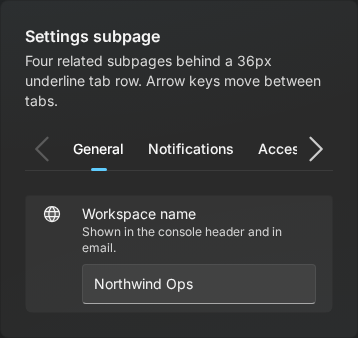 Settings subpage
Four related subpages behind a 36px
underline tab row. Arrow keys move between
tabs.
General Notifications Acces
Workspace name
Shown in the console header and in
email.
Northwind Ops